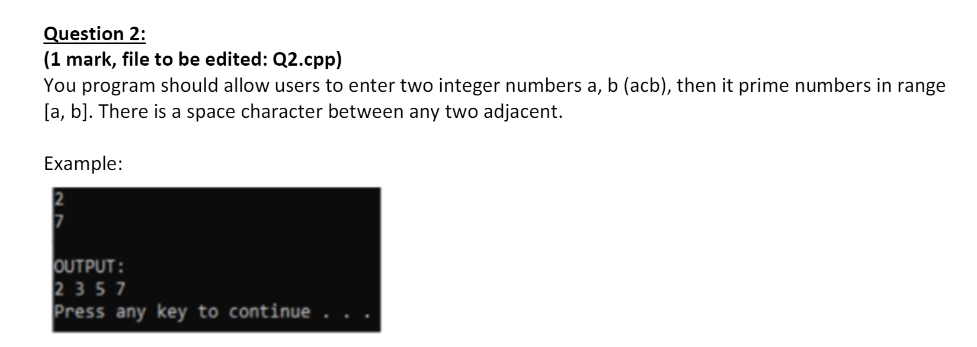 Question 2:
(1 mark, file to be edited: Q2.cpp)
You program should allow users to enter two integer numbers a, b (acb), then it prime numbers in range
[a, b]. There is a space character between any two adjacent.
Example:
2
7
OUTPUT:
2 3 5 7
Press any key to continue . . .